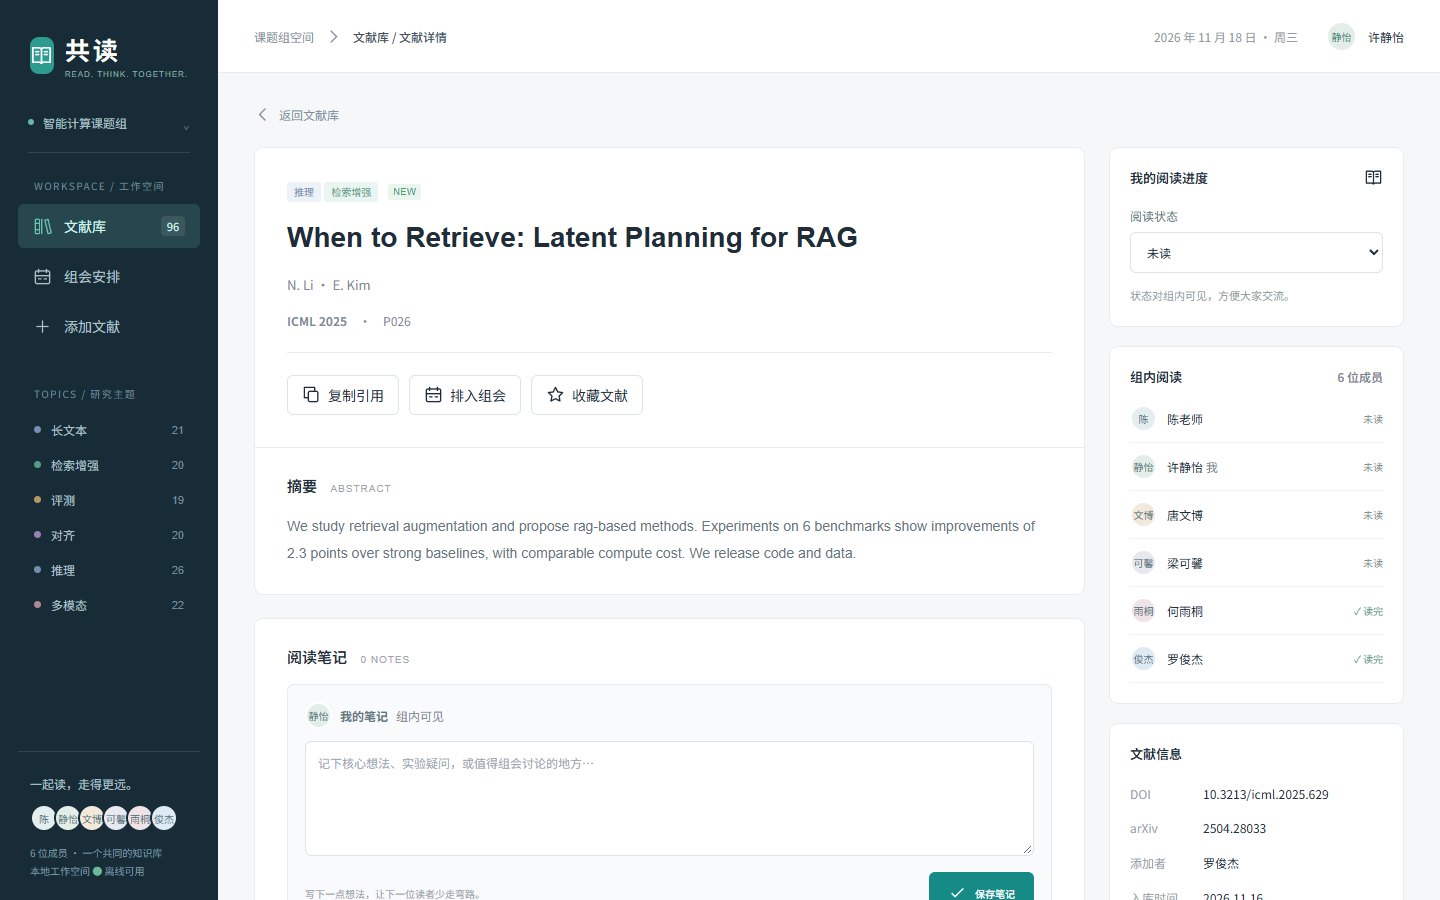 共读
READ. THINK. TOGETHER.
智能计算课题组
WORKSPACE / 工作空间
文献库 96
组会安排
添加文献
TOPICS / 研究主题
长文本 21
检索增强 20
评测 19
对齐 20
推理 26
多模态 22
一起读，走得更远。
陈 静怡 文博 可馨 雨桐 俊杰
6 位成员 · 一个共同的知识库
本地工作空间 离线可用
课题组空间 文献库 / 文献详情
2026 年 11 月 18 日 · 周三 静怡 许静怡
返回文献库
推理 检索增强 NEW
When to Retrieve: Latent Planning for RAG
N. Li · E. Kim
ICML 2025 · P026
复制引用 排入组会 收藏文献
摘要 ABSTRACT
We study retrieval augmentation and propose rag-based methods. Experiments on 6 benchmarks show improvements of
2.3 points over strong baselines, with comparable compute cost. We release code and data.
阅读笔记 0 NOTES
静怡 我的笔记 组内可见
记下核心想法、实验疑问，或值得组会讨论的地方…
写下一点想法，让下一位读者少走弯路。
保存笔记
我的阅读进度
阅读状态
未读
状态对组内可见，方便大家交流。
组内阅读 6 位成员
陈 陈老师 未读
静怡 许静怡 我 未读
文博 唐文博 未读
可馨 梁可馨 未读
雨桐 何雨桐 ✓ 读完
俊杰 罗俊杰 ✓ 读完
文献信息
DOI 10.3213/icml.2025.629
arXiv 2504.28033
添加者 罗俊杰
入库时间 2026.11.16